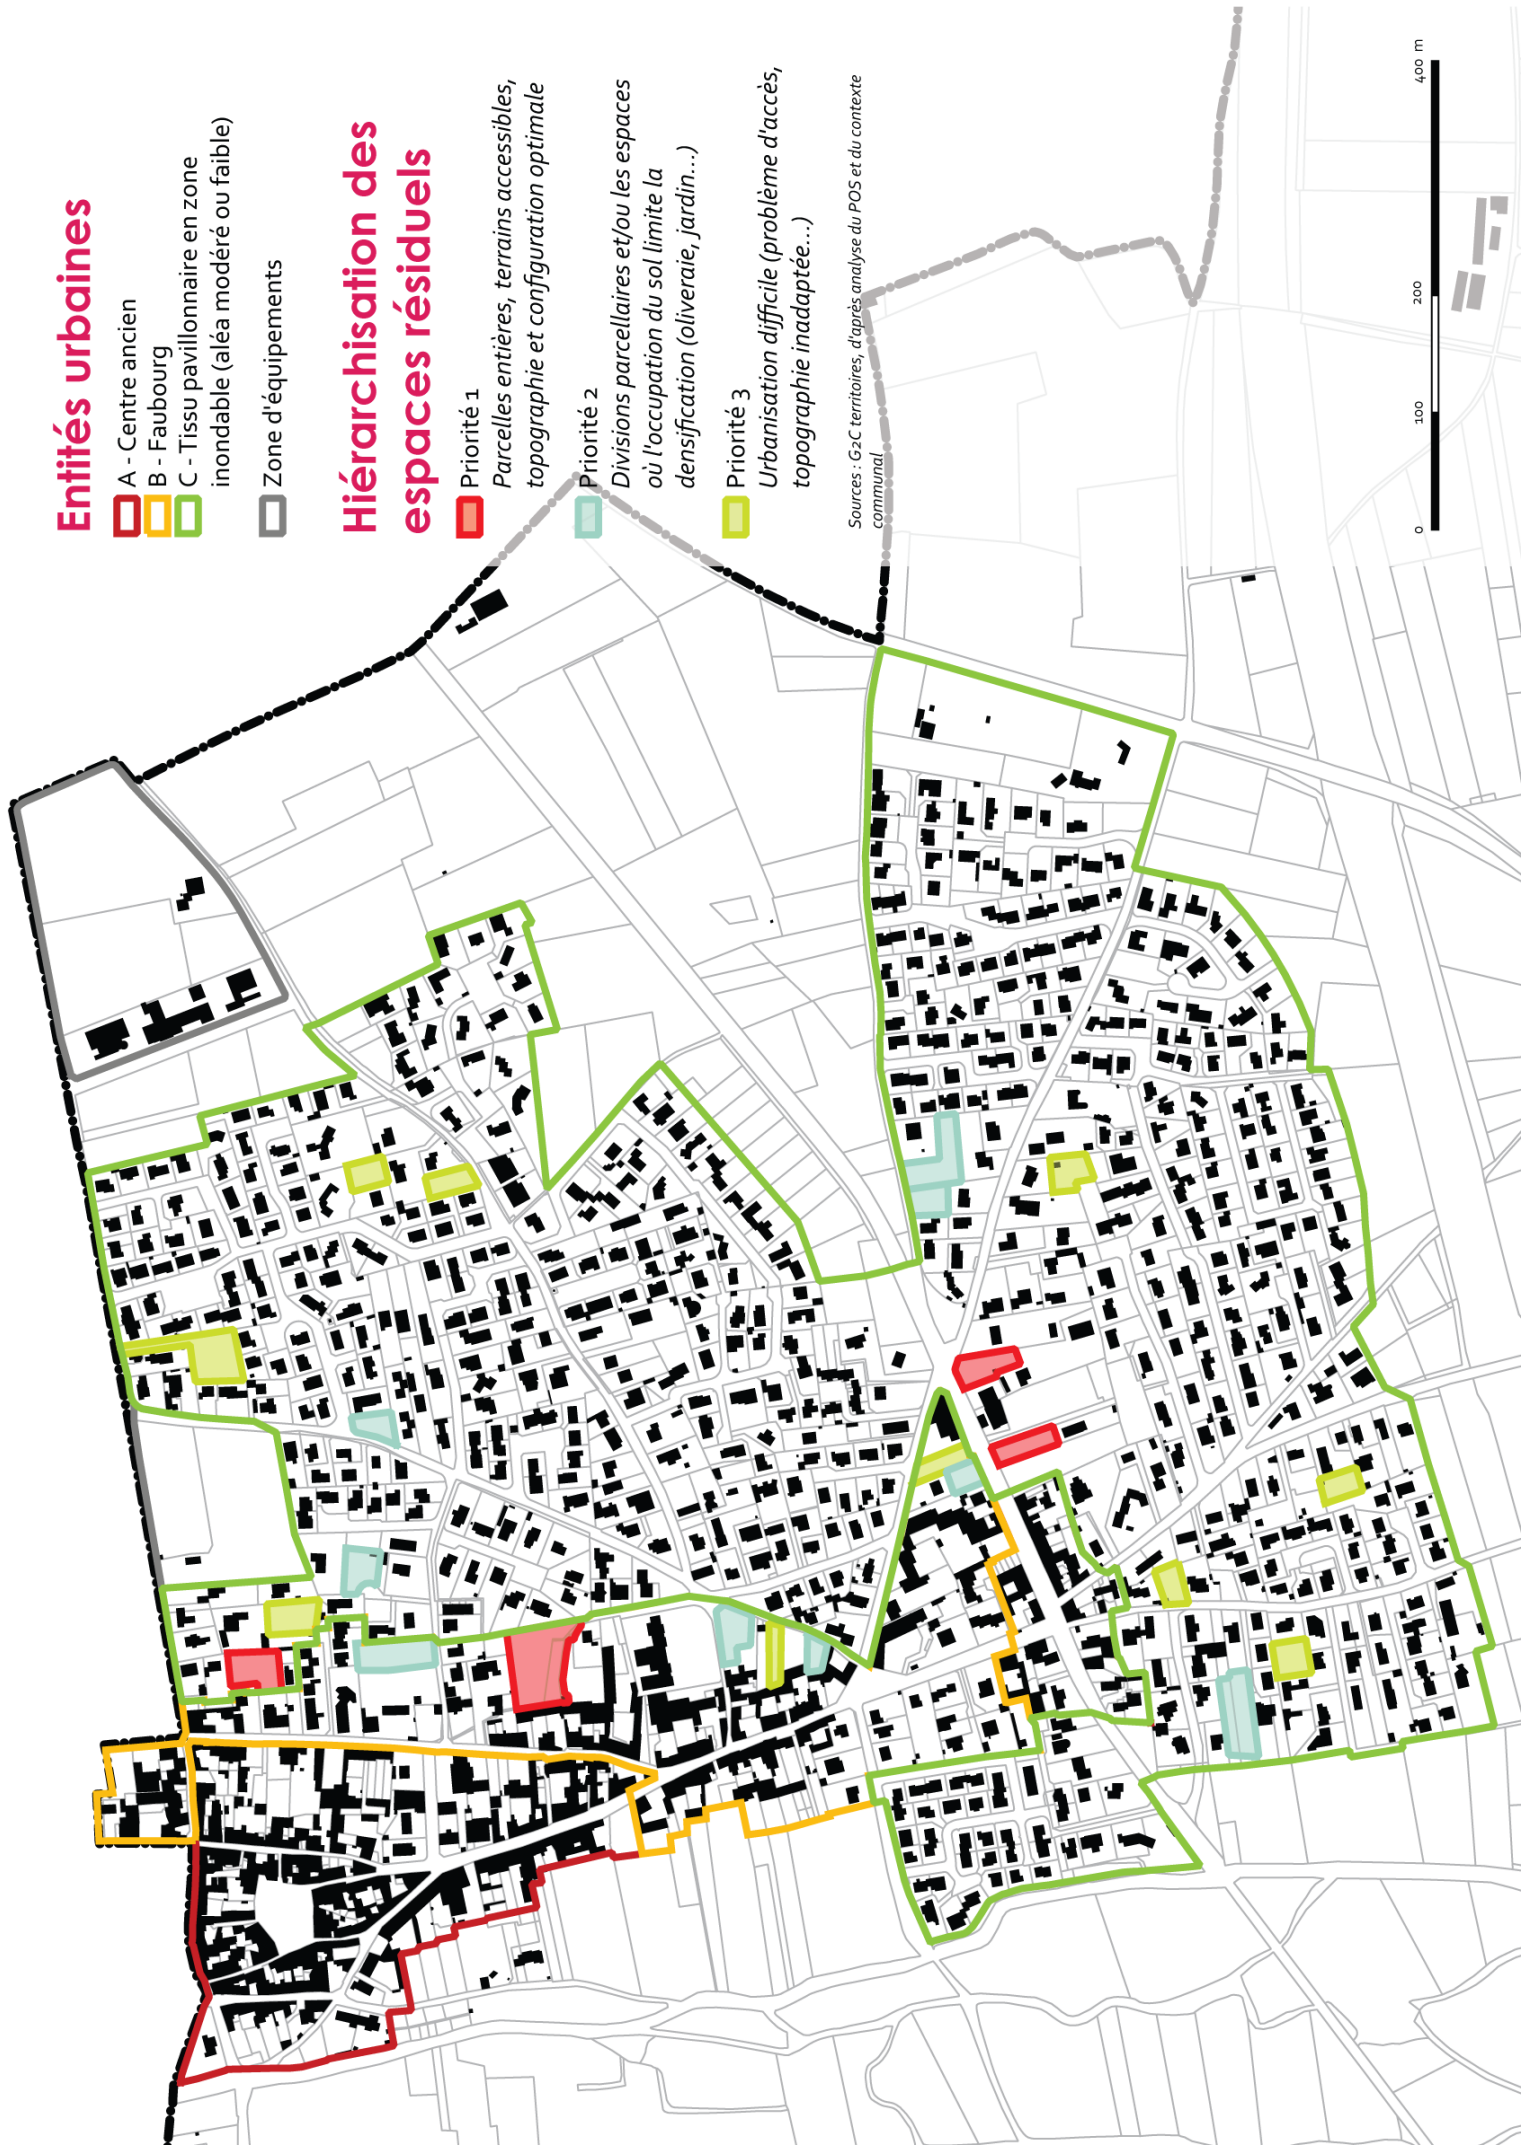 Entités urbaines
A - Centre ancien
B - Faubourg
C - Tissu pavillonnaire en zone
inondable (aléa modéré ou faible)
Zone d'équipements
Hiérarchisation des
espaces résiduels
Priorité 1
Parcelles entières, terrains accessibles,
topographie et configuration optimale
Priorité 2
Divisions parcellaires et/ou les espaces
où l'occupation du sol limite la
densification (oliveraie, jardin...)
Priorité 3
Urbanisation difficile (problème d'accès,
topographie inadaptée...)
Sources : G2C territoires, d'après analyse du POS et du contexte
communal
0 100 200 400 m